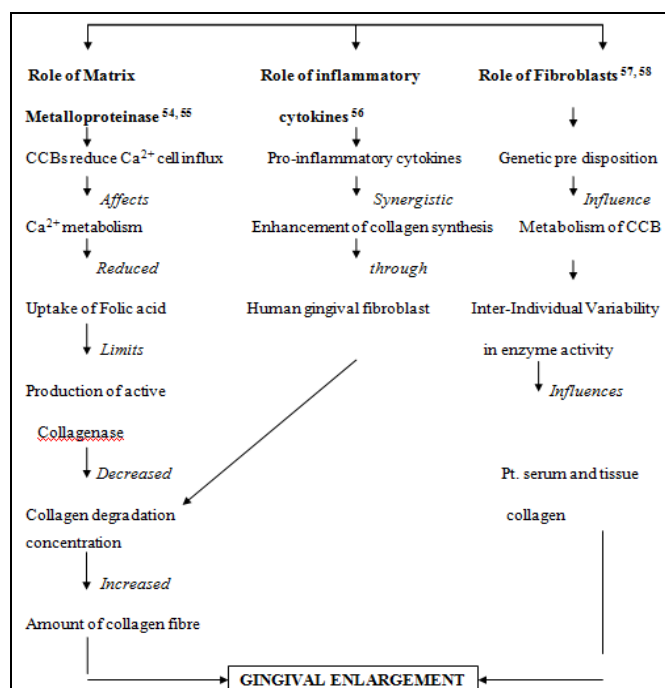 Role of Matrix
Metalloproteinase 54, 55
CCBs reduce Ca2+ cell influx
Affects
Ca2+ metabolism
Reduced
Uptake of Folic acid
Limits
Production of active
Collagenase
Decreased
Collagen degradation
concentration
Increased
Amount of collagen fibre
Role of inflammatory
cytokines 56
Pro-inflammatory cytokines
Synergistic
Enhancement of collagen synthesis
through
Human gingival fibroblast
Role of Fibroblasts 57, 58
Genetic pre disposition
Influence
Metabolism of CCB
Inter-Individual Variability
in enzyme activity
Influences
Pt. serum and tissue
collagen
GINGIVAL ENLARGEMENT